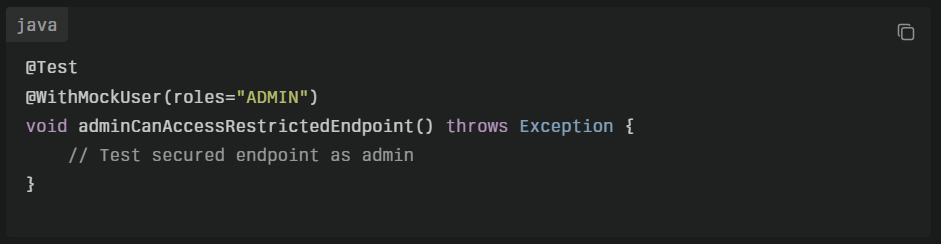 java
@Test
@WithMockUser(roles="ADMIN")
void adminCanAccessRestrictedEndpoint() throws Exception {
    // Test secured endpoint as admin
}